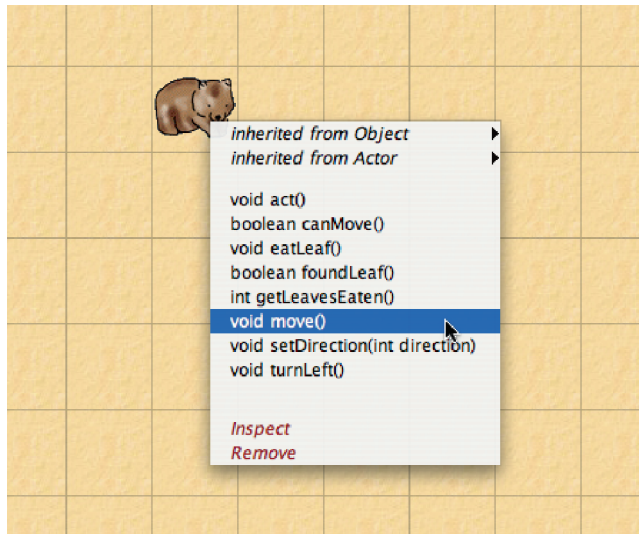 inherited from Object
inherited from Actor
void act()
boolean canMove()
void eatLeaf()
boolean foundLeaf()
int getLeavesEaten()
void move()
void setDirection(int direction)
void turnLeft()
Inspect
Remove